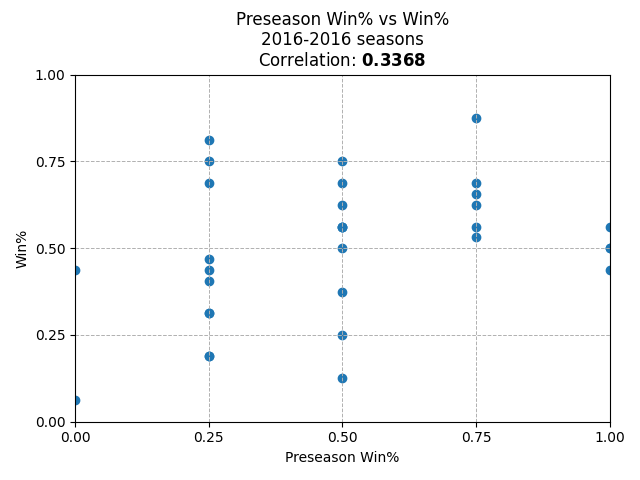 Preseason Win% vs Win%
2016-2016 seasons
Correlation: 0.3368
1.00
0.75
0.50
0.25
0.00
Win%
0.00 0.25 0.50 0.75 1.00
Preseason Win%